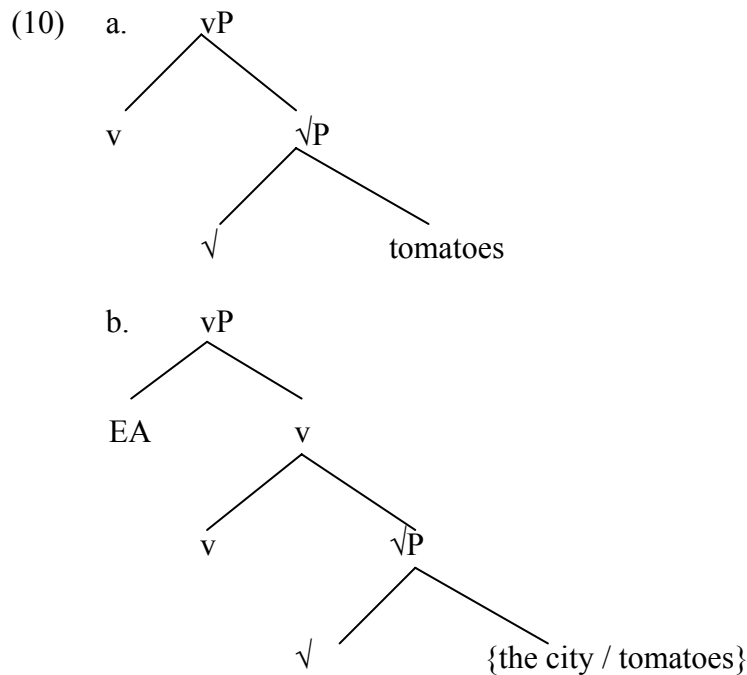 (10) a. vP
v √P
√ tomatoes
b. vP
EA v
v √P
√ {the city / tomatoes}